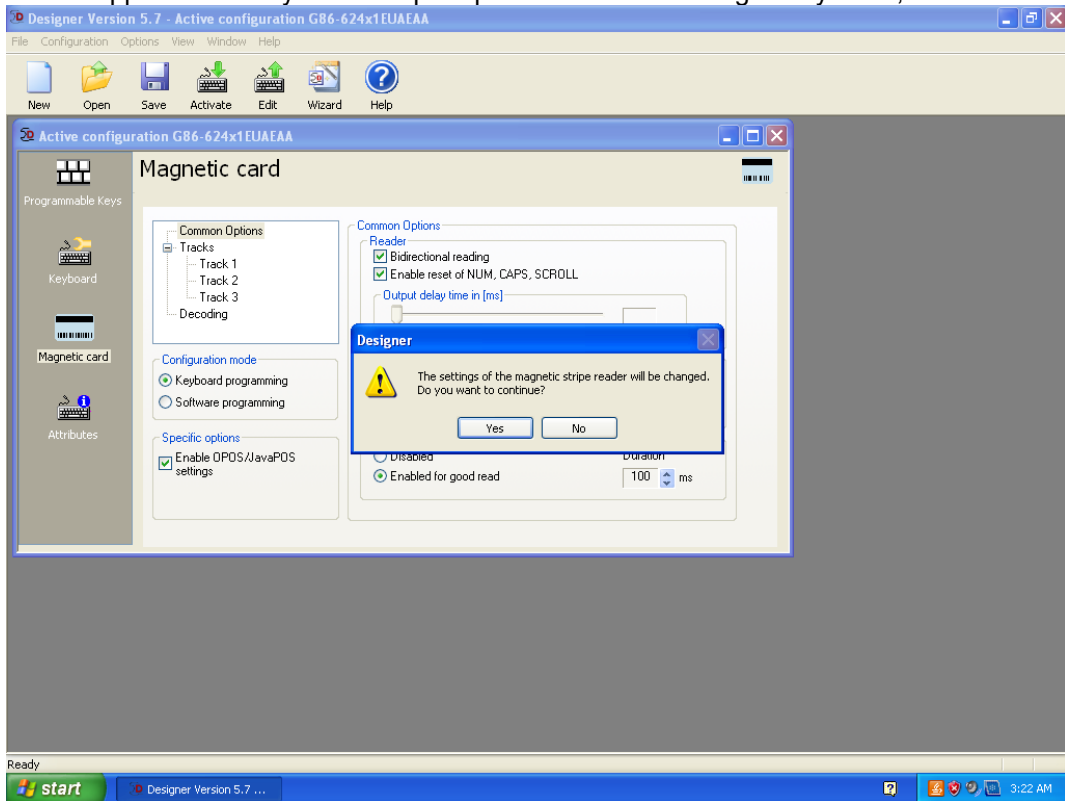 Designer Version 5.7 - Active configuration G86-624x1EUAEAA
File Configuration Options View Window Help
New Open Save Activate Edit Wizard Help
Active configuration G86-624x1EUAEAA
Programmable Keys
Keyboard
Magnetic card
Attributes
Magnetic card
Common Options
Tracks
Track 1
Track 2
Track 3
Decoding
Configuration mode
Keyboard programming
Software programming
Specific options
Enable OPOS/JavaPOS
settings
Common Options
Reader
Bidirectional reading
Enable reset of NUM, CAPS, SCROLL
Output delay time in [ms]
Designer
The settings of the magnetic stripe reader will be changed.
Do you want to continue?
Yes No
Disabled Duration
Enabled for good read 100 ms
Ready
start Designer Version 5.7 ... 3:22 AM